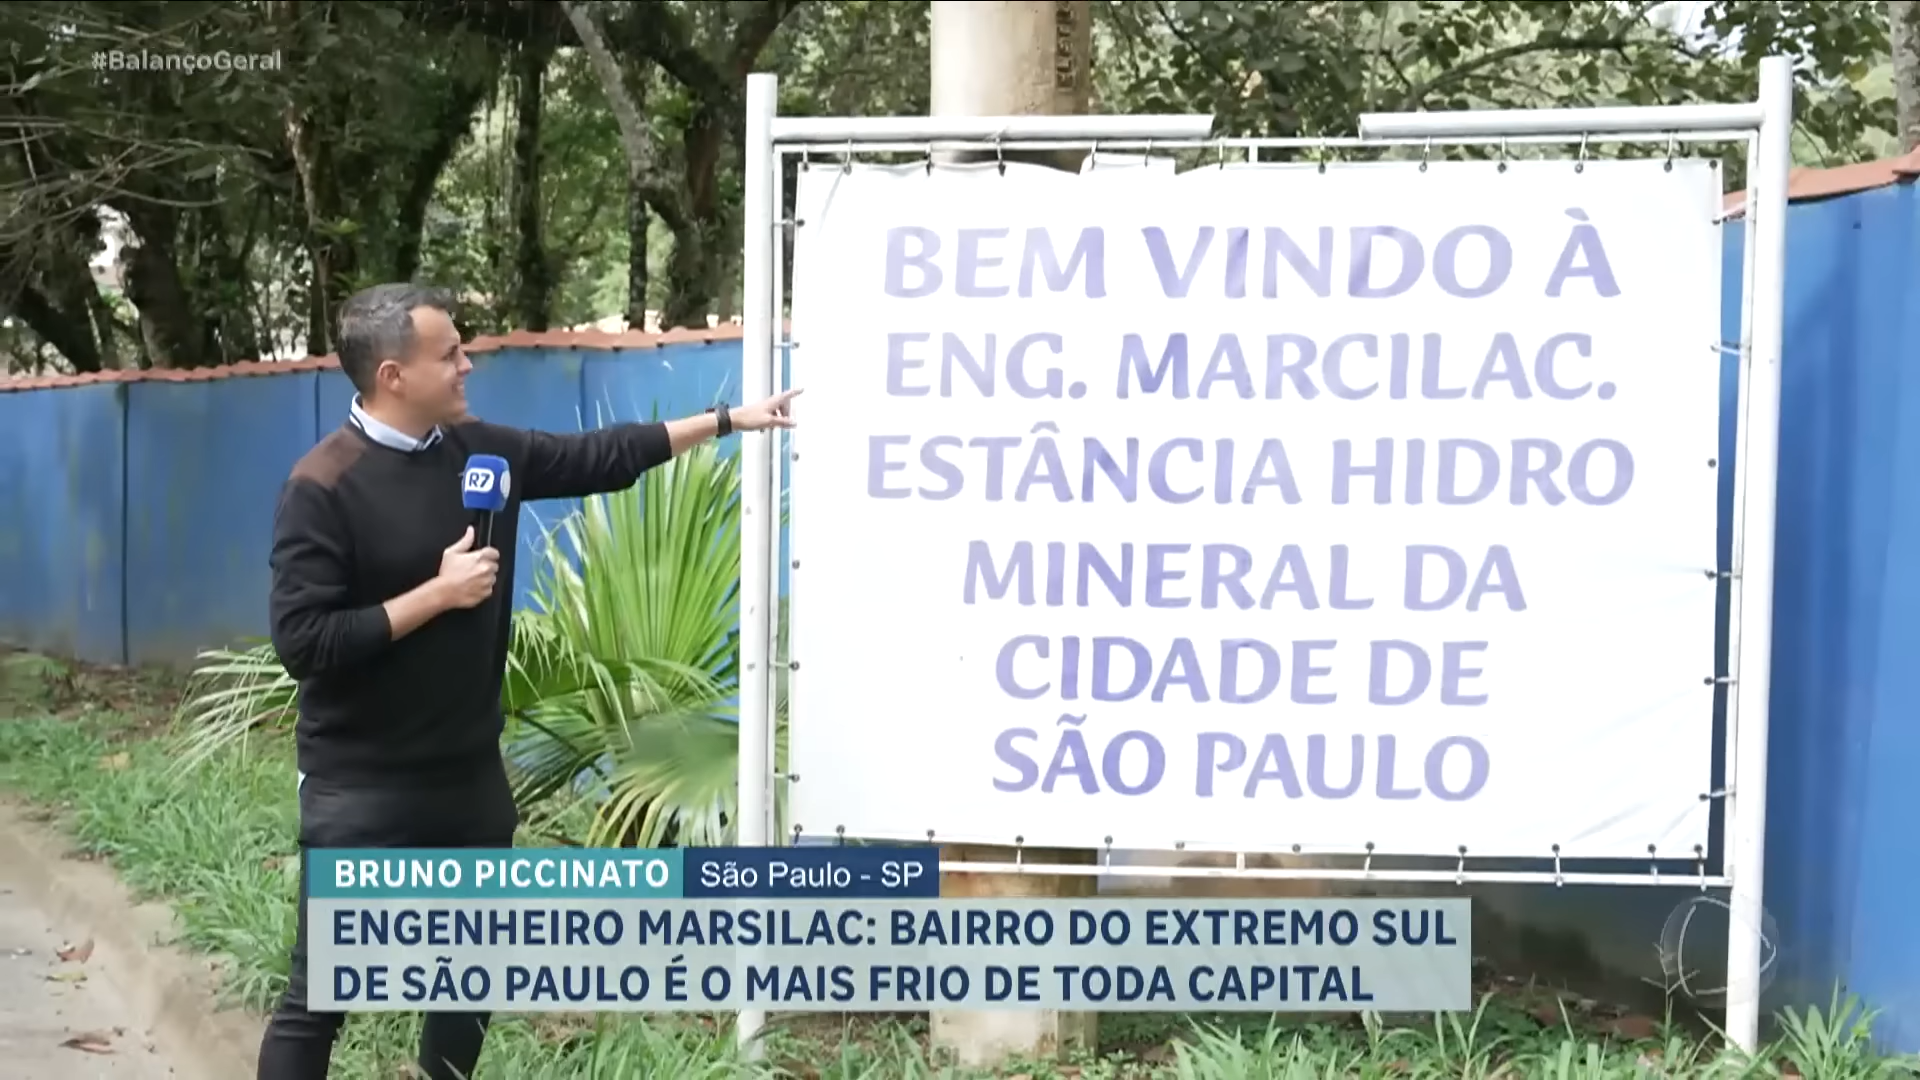 #BalançoGeral
ELETR
BEM VINDO À
ENG. MARCILAC.
ESTÂNCIA HIDRO
MINERAL DA
CIDADE DE
SÃO PAULO
R7
BRUNO PICCINATO São Paulo - SP
ENGENHEIRO MARSILAC: BAIRRO DO EXTREMO SUL
DE SÃO PAULO É O MAIS FRIO DE TODA CAPITAL